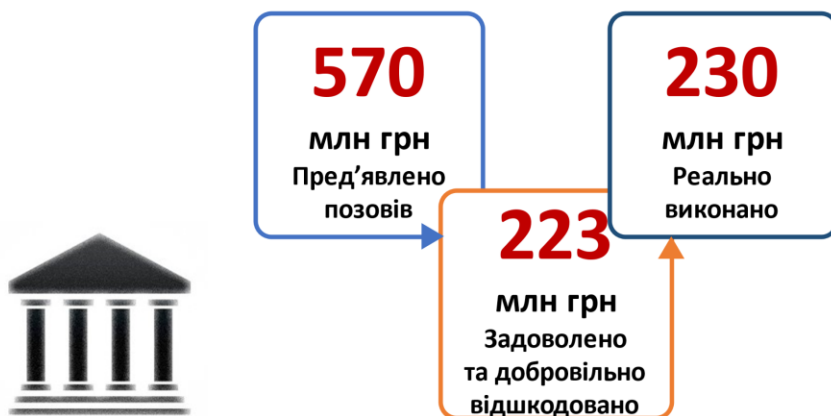 570
млн грн
Пред’явлено
позовів
223
млн грн
Задоволено
та добровільно
відшкодовано
230
млн грн
Реально
виконано